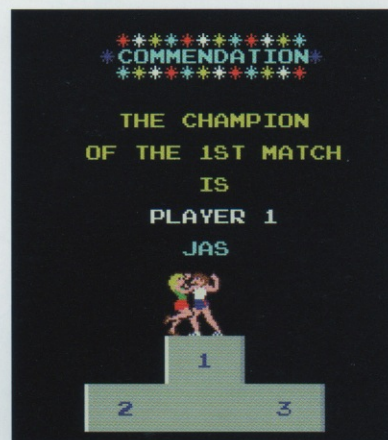 COMMENDATION
THE CHAMPION
OF THE 1ST MATCH
IS
PLAYER 1
JAS
1
2 3